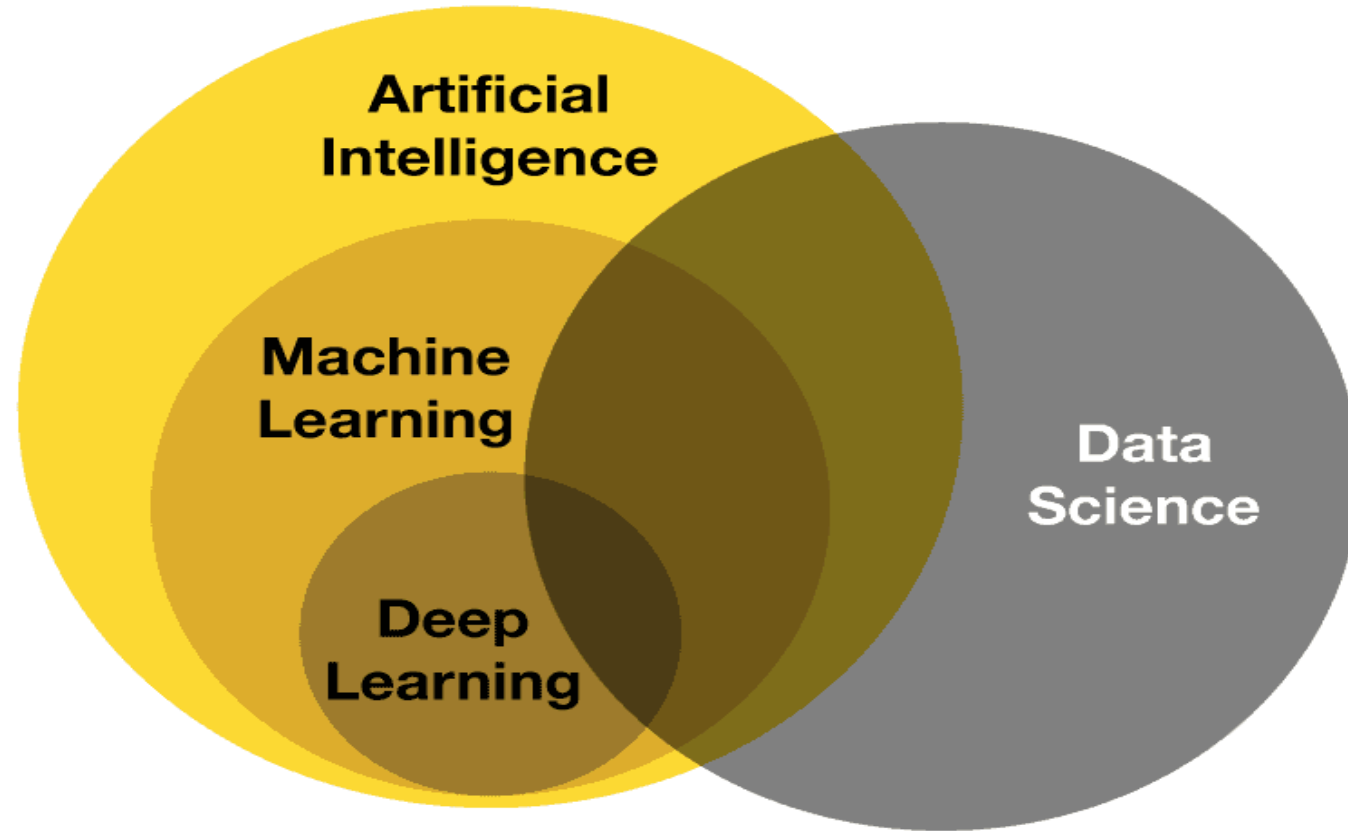 Artificial
Intelligence
Machine
Learning
Data
Science
Deep
Learning